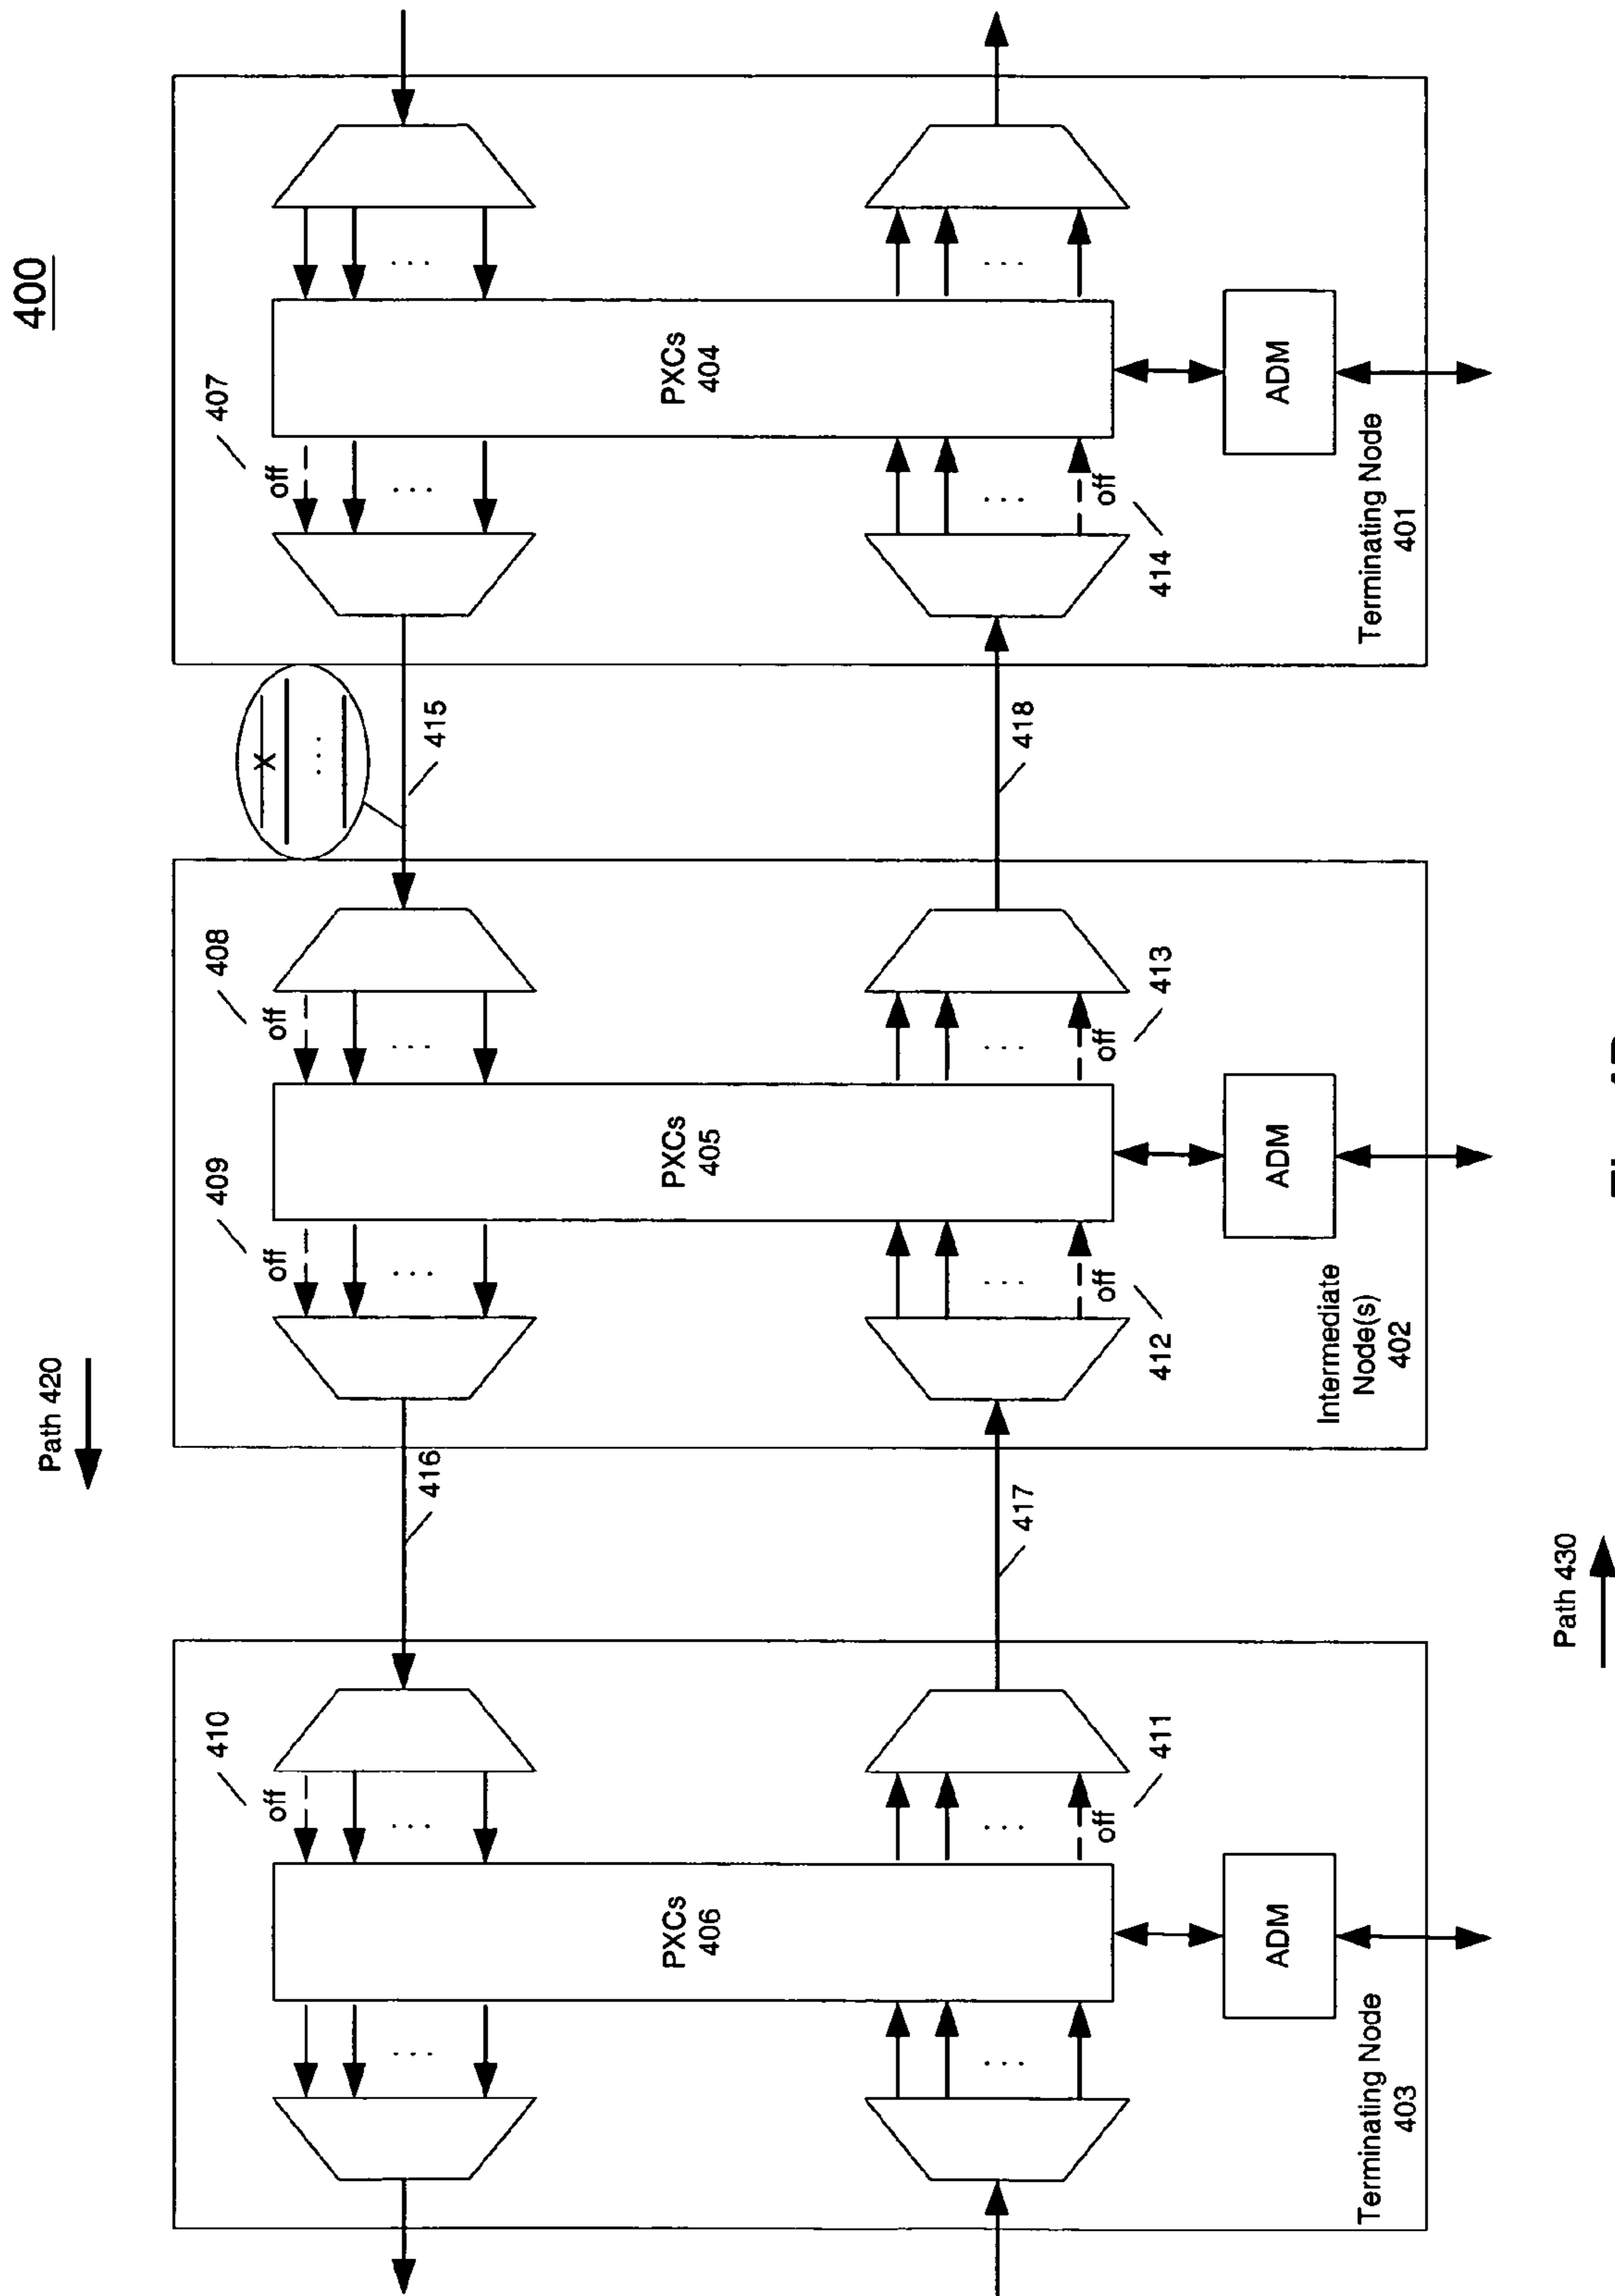 400
Path 420
410
409
408
407
off
off
off
X
off
416
415
PXCs
406
PXCs
405
PXCs
404
417
418
off
off
off
off
411
412
413
414
ADM
ADM
ADM
Terminating Node
403
Intermediate
Node(s)
402
Terminating Node
401
Path 430